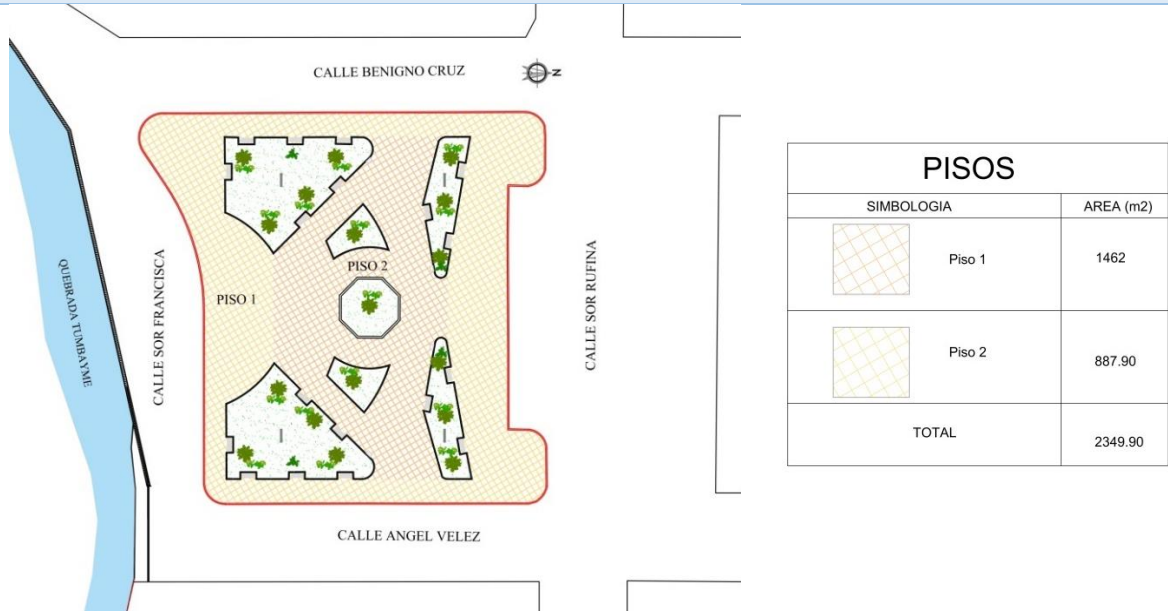 CALLE BENIGNO CRUZ
N
QUEBRADA TUMBAYME
CALLE SOR FRANCISCA
PISO 1
PISO 2
CALLE SOR RUFINA
CALLE ANGEL VELEZ
PISOS
SIMBOLOGIA AREA (m2)
Piso 1 1462
Piso 2 887.90
TOTAL 2349.90